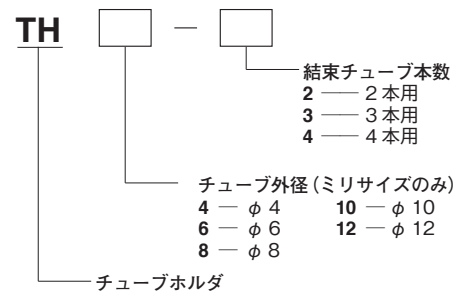 TH □ － □
結束チューブ本数
2 ── 2本用
3 ── 3本用
4 ── 4本用
チューブ外径（ミリサイズのみ）
4 ─ φ4　10 ─ φ10
6 ─ φ6　12 ─ φ12
8 ─ φ8
チューブホルダ